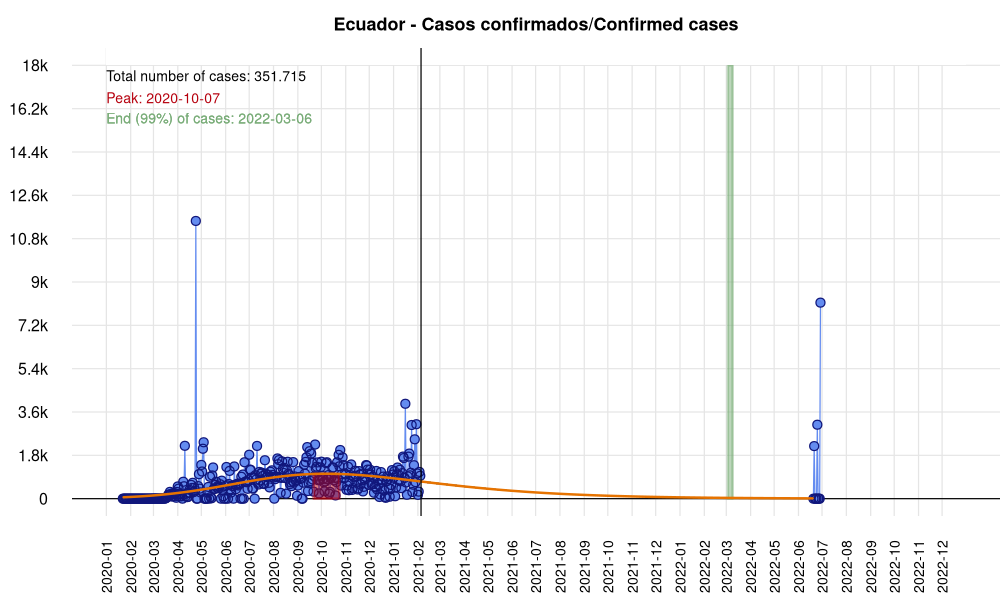 Ecuador - Casos confirmados/Confirmed cases
18k
Total number of cases: 351.715
Peak: 2020-10-07
16.2k
End (99%) of cases: 2022-03-06
14.4k
12.6k
10.8k
9k
7.2k
5.4k
3.6k
1.8k
0
2020-01
2020-02
2020-03
2020-04
2020-05
2020-06
2020-07
2020-08
2020-09
2020-10
2020-11
2020-12
2021-01
2021-02
2021-03
2021-04
2021-05
2021-06
2021-07
2021-08
2021-09
2021-10
2021-11
2021-12
2022-01
2022-02
2022-03
2022-04
2022-05
2022-06
2022-07
2022-08
2022-09
2022-10
2022-11
2022-12